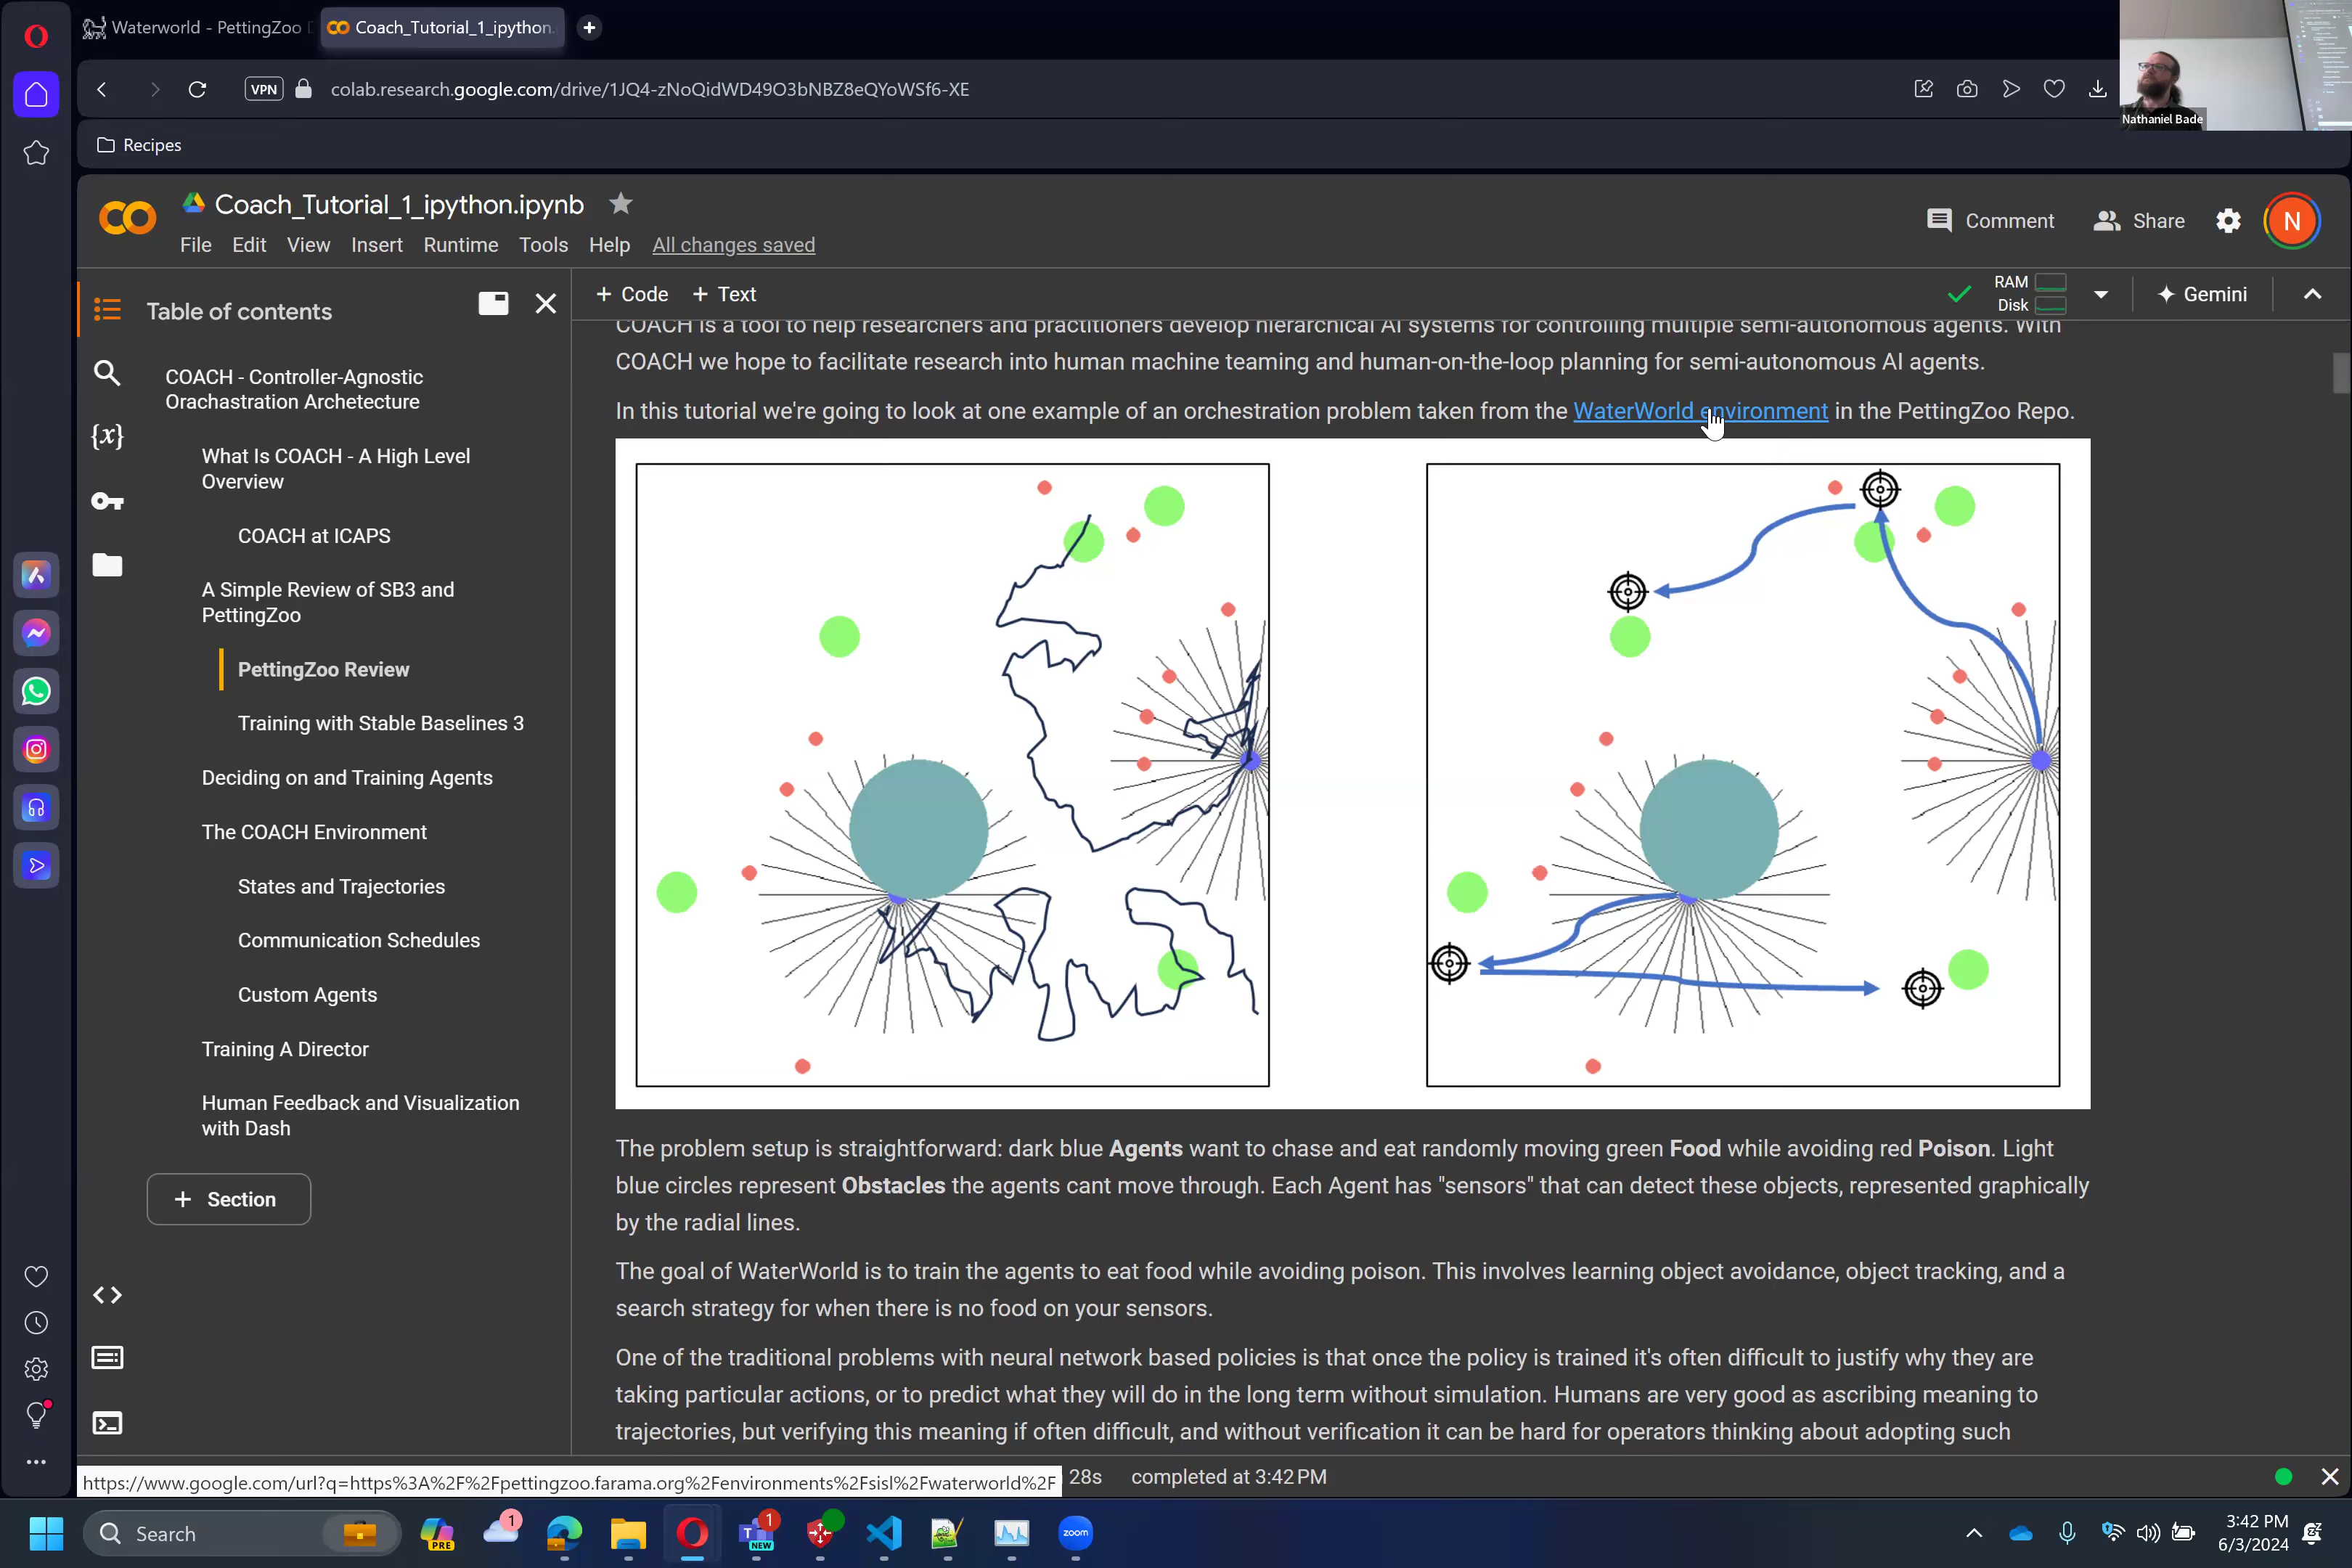 Waterworld - PettingZoo
Coach_Tutorial_1_ipython.
VPN
colab.research.google.com/drive/1JQ4-zNoQidWD49O3bNBZ8eQYoWSf6-XE
Nathaniel Bade
Recipes
Coach_Tutorial_1_ipython.ipynb
Comment
Share
N
File Edit View Insert Runtime Tools Help All changes saved
Table of contents
+ Code + Text
RAM
Disk
Gemini
COACH - Controller-Agnostic
Orachastration Archetecture
What Is COACH - A High Level
Overview
COACH at ICAPS
A Simple Review of SB3 and
PettingZoo
PettingZoo Review
Training with Stable Baselines 3
Deciding on and Training Agents
The COACH Environment
States and Trajectories
Communication Schedules
Custom Agents
Training A Director
Human Feedback and Visualization
with Dash
+ Section
COACH is a tool to help researchers and practitioners develop hierarchical AI systems for controlling multiple semi-autonomous agents. With
COACH we hope to facilitate research into human machine teaming and human-on-the-loop planning for semi-autonomous AI agents.
In this tutorial we're going to look at one example of an orchestration problem taken from the WaterWorld environment in the PettingZoo Repo.
The problem setup is straightforward: dark blue Agents want to chase and eat randomly moving green Food while avoiding red Poison. Light
blue circles represent Obstacles the agents cant move through. Each Agent has "sensors" that can detect these objects, represented graphically
by the radial lines.
The goal of WaterWorld is to train the agents to eat food while avoiding poison. This involves learning object avoidance, object tracking, and a
search strategy for when there is no food on your sensors.
One of the traditional problems with neural network based policies is that once the policy is trained it's often difficult to justify why they are
taking particular actions, or to predict what they will do in the long term without simulation. Humans are very good as ascribing meaning to
trajectories, but verifying this meaning if often difficult, and without verification it can be hard for operators thinking about adopting such
https://www.google.com/url?q=https%3A%2F%2Fpettingzoo.farama.org%2Fenvironments%2Fsisl%2Fwaterworld%2F
28s completed at 3:42 PM
Search
PRE
1
1
NEW
zoom
3:42 PM
6/3/2024